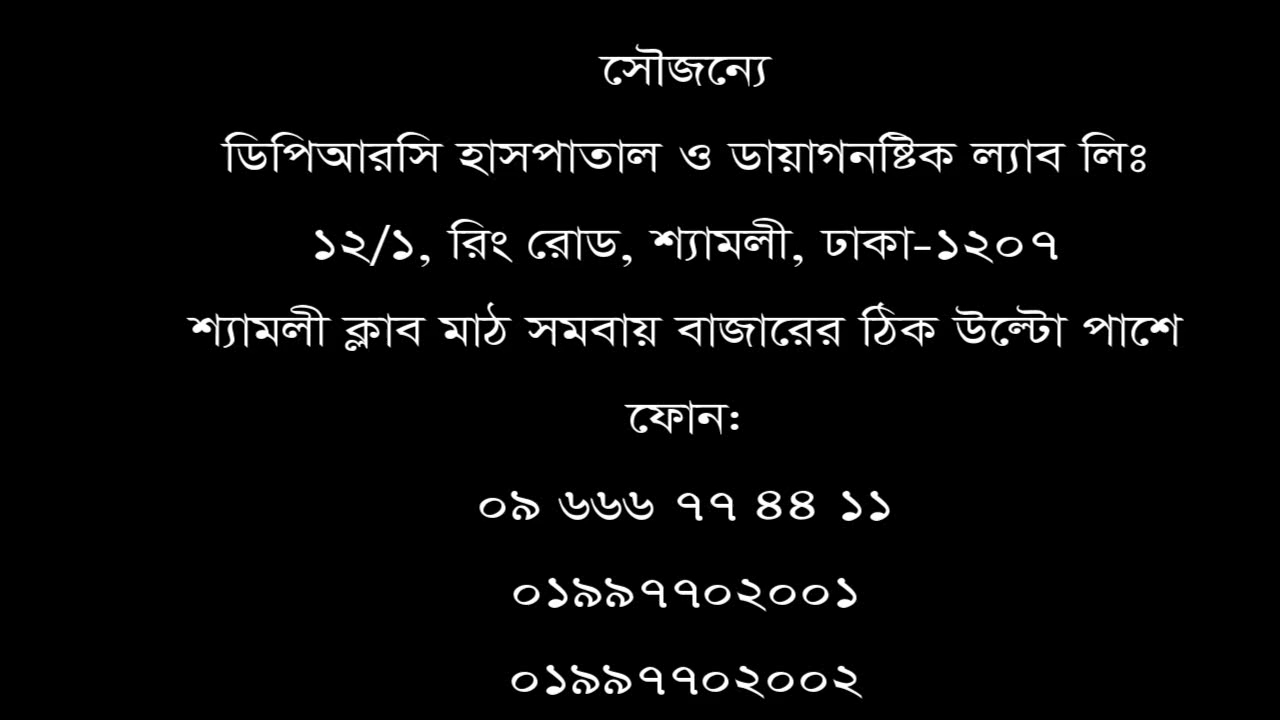 সৌজন্যে
ডিপিআরসি হাসপাতাল ও ডায়াগনষ্টিক ল্যাব লিঃ
১২/১, রিং রোড, শ্যামলী, ঢাকা-১২০৭
শ্যামলী ক্লাব মাঠ সমবায় বাজারের ঠিক উল্টো পাশে
ফোন:
০৯ ৬৬৬ ৭৭ ৪৪ ১১
০১৯৯৭৭০২০০১
০১৯৯৭৭০২০০২